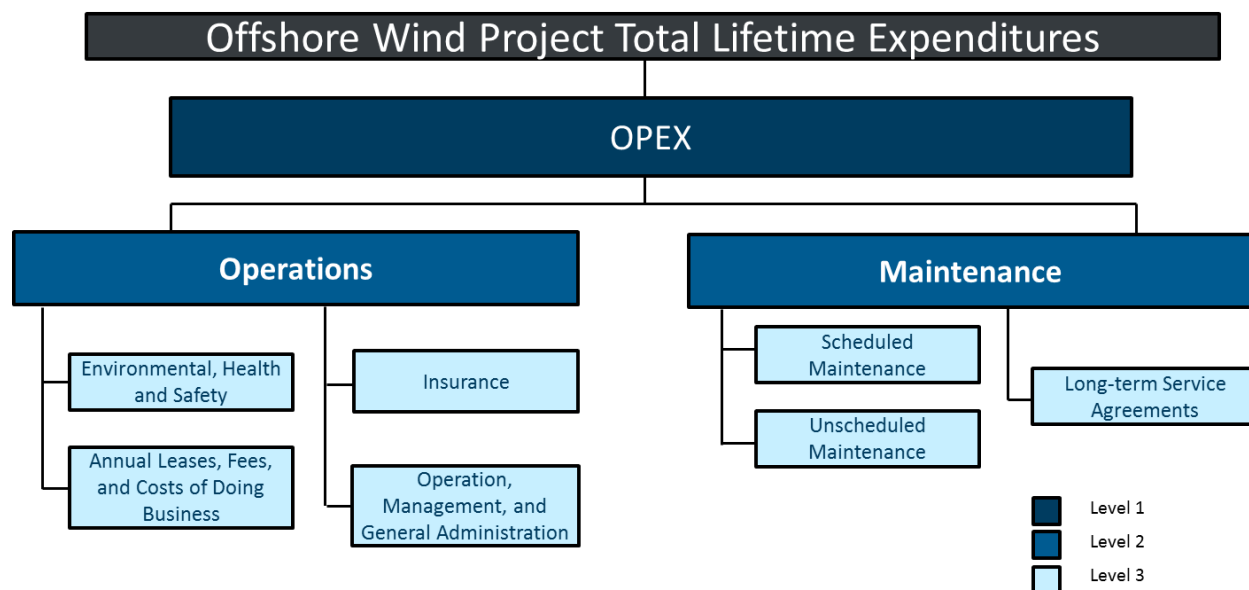 Offshore Wind Project Total Lifetime Expenditures
OPEX
Operations
Environmental, Health
and Safety
Annual Leases, Fees,
and Costs of Doing
Business
Insurance
Operation,
Management, and
General Administration
Maintenance
Scheduled
Maintenance
Unscheduled
Maintenance
Long-term Service
Agreements
Level 1
Level 2
Level 3